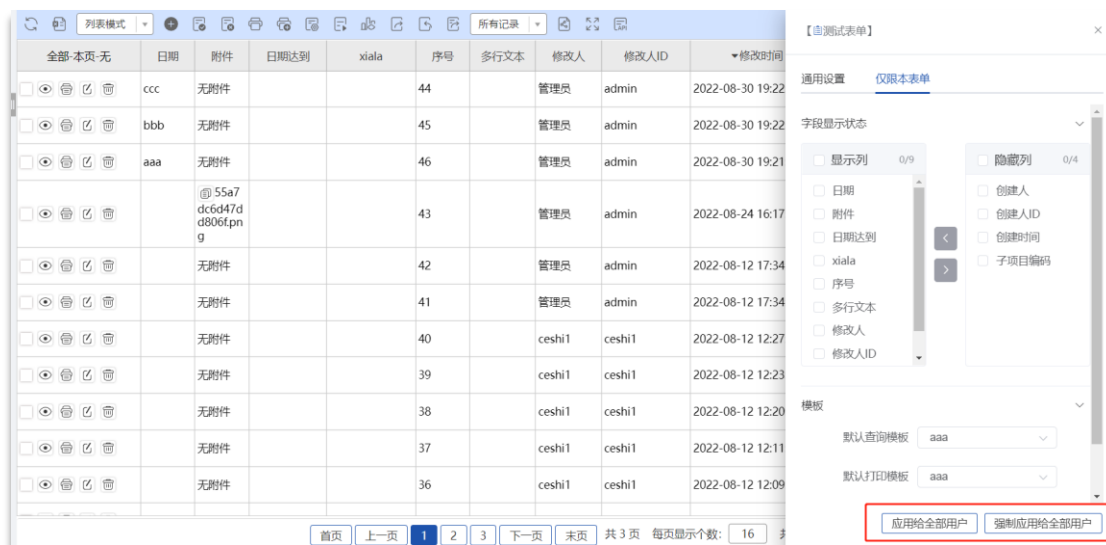 列表模式 所有记录
全部-本页-无 日期 附件 日期达到 xiala 序号 多行文本 修改人 修改人ID 修改时间
ccc 无附件 44 管理员 admin 2022-08-30 19:22
bbb 无附件 45 管理员 admin 2022-08-30 19:22
aaa 无附件 46 管理员 admin 2022-08-30 19:21
55a7
dc6d47d
d806f.pn
g
43 管理员 admin 2022-08-24 16:17
无附件 42 管理员 admin 2022-08-12 17:34
无附件 41 管理员 admin 2022-08-12 17:34
无附件 40 ceshi1 ceshi1 2022-08-12 12:27
无附件 39 ceshi1 ceshi1 2022-08-12 12:23
无附件 38 ceshi1 ceshi1 2022-08-12 12:20
无附件 37 ceshi1 ceshi1 2022-08-12 12:11
无附件 36 ceshi1 ceshi1 2022-08-12 12:09
首页 上一页 1 2 3 下一页 末页 共 3 页 每页显示个数: 16
【测试表单】
通用设置 仅限本表单
字段显示状态
显示列 0/9
日期
附件
日期达到
xiala
序号
多行文本
修改人
修改人ID
隐藏列 0/4
创建人
创建人ID
创建时间
子项目编码
模板
默认查询模板 aaa
默认打印模板 aaa
应用给全部用户 强制应用给全部用户